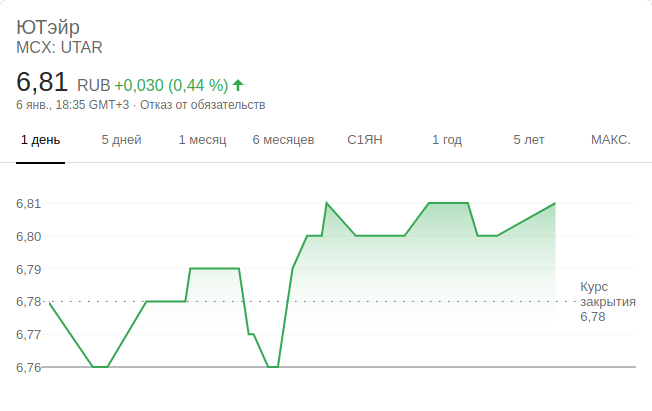 ЮТэйр
MCX: UTAR
6,81 RUB +0,030 (0,44 %)
6 янв., 18:35 GMT+3 · Отказ от обязательств
1 день 5 дней 1 месяц 6 месяцев С1ЯН 1 год 5 лет МАКС.
6,81
6,80
6,79
6,78
6,77
6,76
Курс
закрытия
6,78